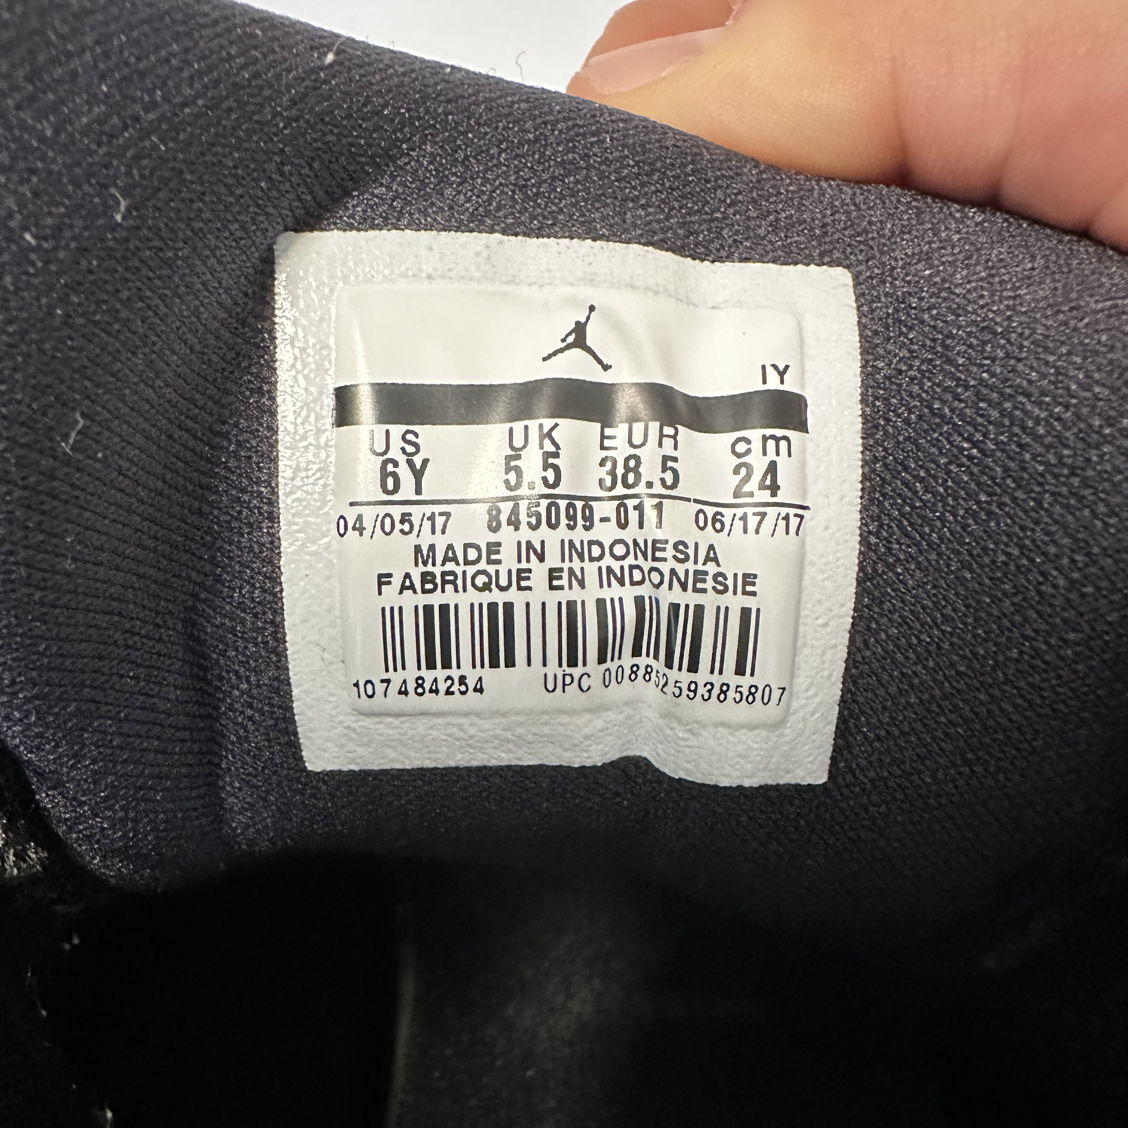 IY
US UK EUR cm
6Y 5.5 38.5 24
04/05/17 845099-011 06/17/17
MADE IN INDONESIA
FABRIQUE EN INDONESIE
107484254 UPC 00885259385807